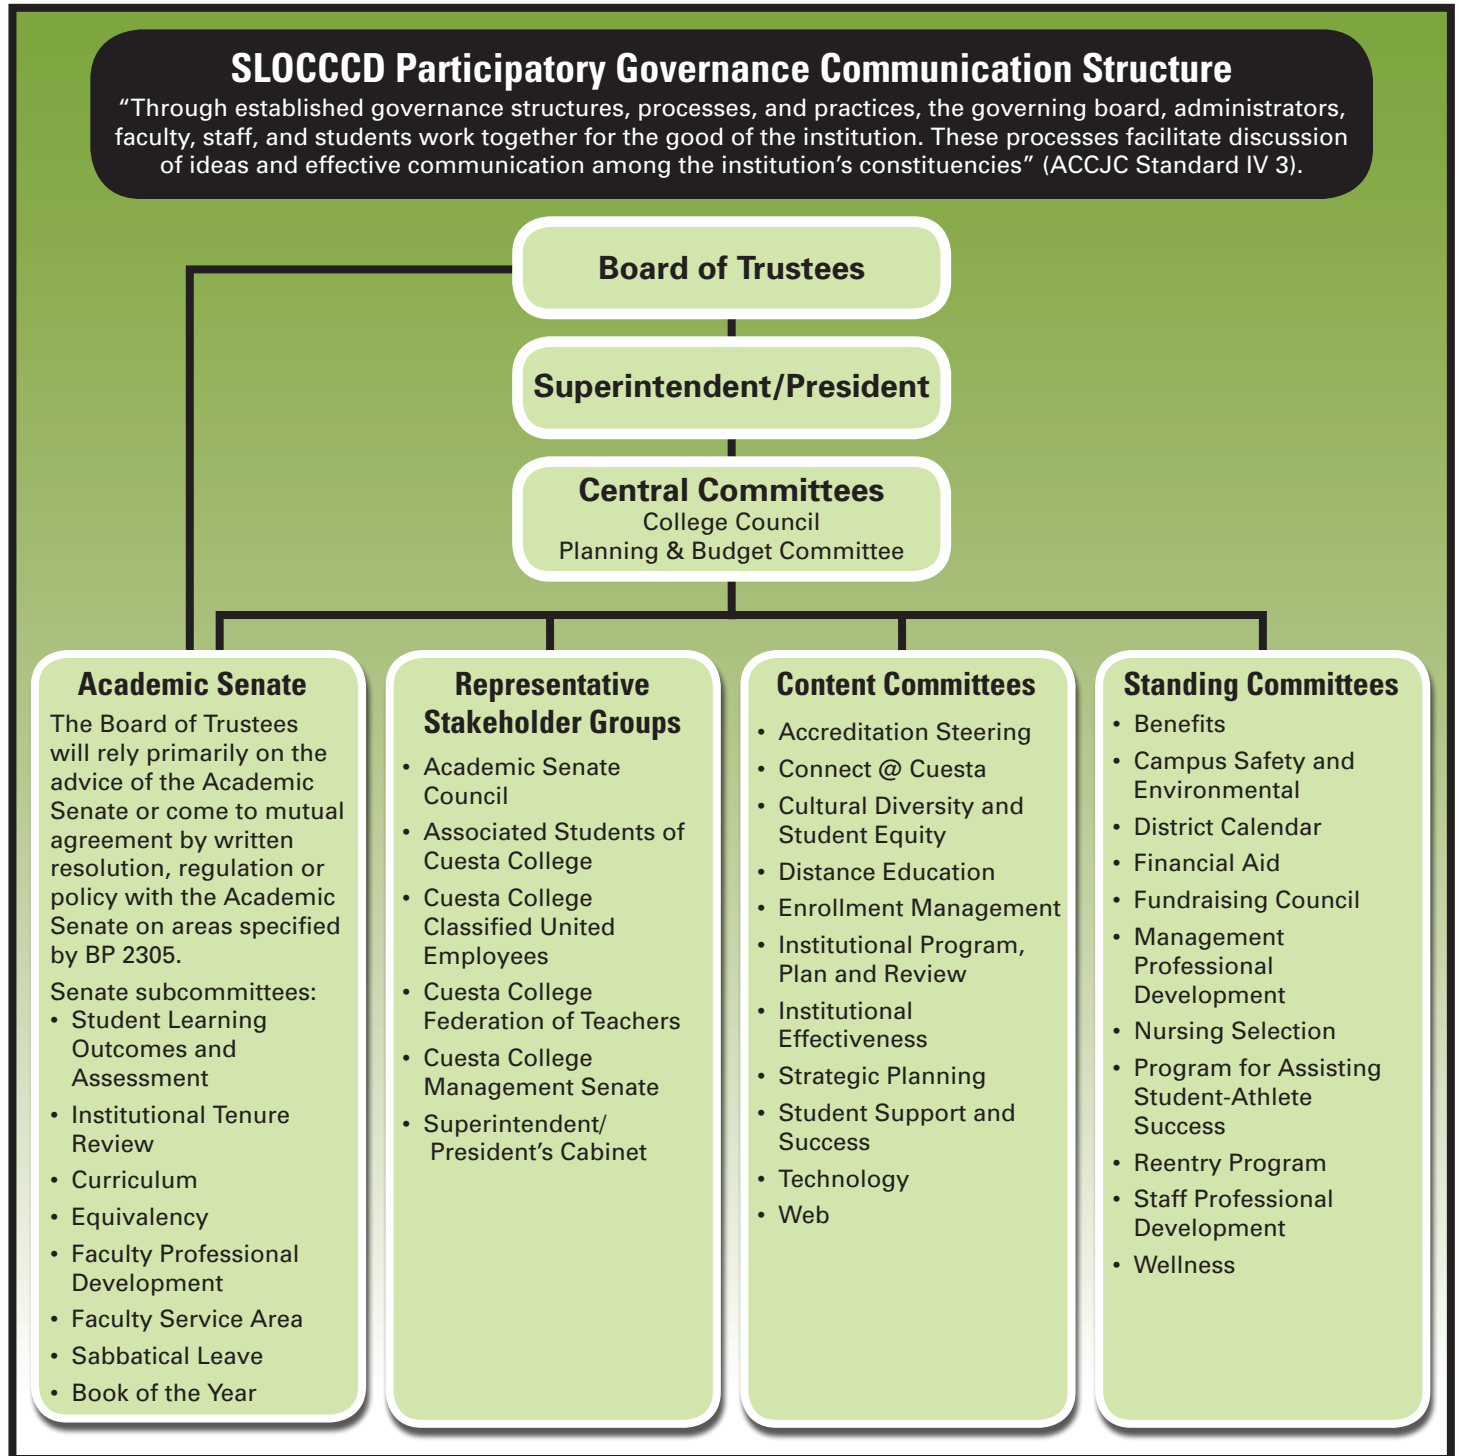 SLOCCCD Participatory Governance Communication Structure
“Through established governance structures, processes, and practices, the governing board, administrators,
faculty, staff, and students work together for the good of the institution. These processes facilitate discussion
of ideas and effective communication among the institution’s constituencies” (ACCJC Standard IV 3).
Board of Trustees
Superintendent/President
Central Committees
College Council
Planning & Budget Committee
Academic Senate
The Board of Trustees
will rely primarily on the
advice of the Academic
Senate or come to mutual
agreement by written
resolution, regulation or
policy with the Academic
Senate on areas specified
by BP 2305.
Senate subcommittees:
• Student Learning
Outcomes and
Assessment
• Institutional Tenure
Review
• Curriculum
• Equivalency
• Faculty Professional
Development
• Faculty Service Area
• Sabbatical Leave
• Book of the Year
Representative
Stakeholder Groups
• Academic Senate
Council
• Associated Students of
Cuesta College
• Cuesta College
Classified United
Employees
• Cuesta College
Federation of Teachers
• Cuesta College
Management Senate
• Superintendent/
President’s Cabinet
Content Committees
• Accreditation Steering
• Connect @ Cuesta
• Cultural Diversity and
Student Equity
• Distance Education
• Enrollment Management
• Institutional Program,
Plan and Review
• Institutional
Effectiveness
• Strategic Planning
• Student Support and
Success
• Technology
• Web
Standing Committees
• Benefits
• Campus Safety and
Environmental
• District Calendar
• Financial Aid
• Fundraising Council
• Management
Professional
Development
• Nursing Selection
• Program for Assisting
Student-Athlete
Success
• Reentry Program
• Staff Professional
Development
• Wellness